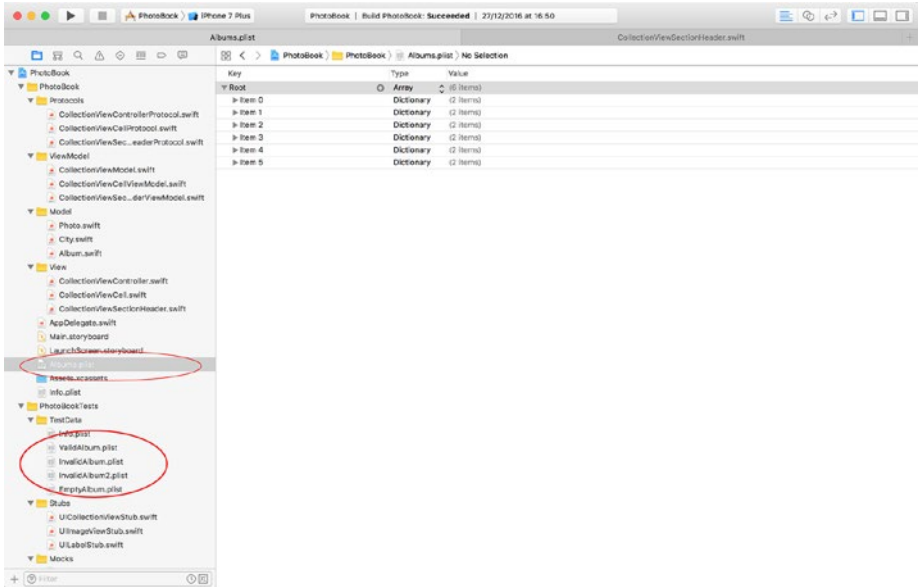 PhotoBook iPhone 7 Plus PhotoBook | Build PhotoBook: Succeeded | 27/12/2016 at 16:50
Albums.plist CollectionViewSectionHeader.swift
PhotoBook PhotoBook Albums.plist No Selection
PhotoBook
PhotoBook
Protocols
CollectionViewControllerProtocol.swift
CollectionViewCellProtocol.swift
CollectionViewSec...eaderProtocol.swift
ViewModel
CollectionViewModel.swift
CollectionViewCellViewModel.swift
CollectionViewSec...derViewModel.swift
Model
Photo.swift
City.swift
Album.swift
View
CollectionViewController.swift
CollectionViewCell.swift
CollectionViewSectionHeader.swift
AppDelegate.swift
Main.storyboard
LaunchScreen.storyboard
Albums.plist
Assets.xcassets
Info.plist
PhotoBookTests
TestData
Info.plist
ValidAlbum.plist
InvalidAlbum.plist
InvalidAlbum2.plist
EmptyAlbum.plist
Stubs
UICollectionViewStub.swift
UIImageViewStub.swift
UILabelStub.swift
Mocks
Filter
Key Type Value
Root Array (6 items)
Item 0 Dictionary (2 items)
Item 1 Dictionary (2 items)
Item 2 Dictionary (2 items)
Item 3 Dictionary (2 items)
Item 4 Dictionary (2 items)
Item 5 Dictionary (2 items)